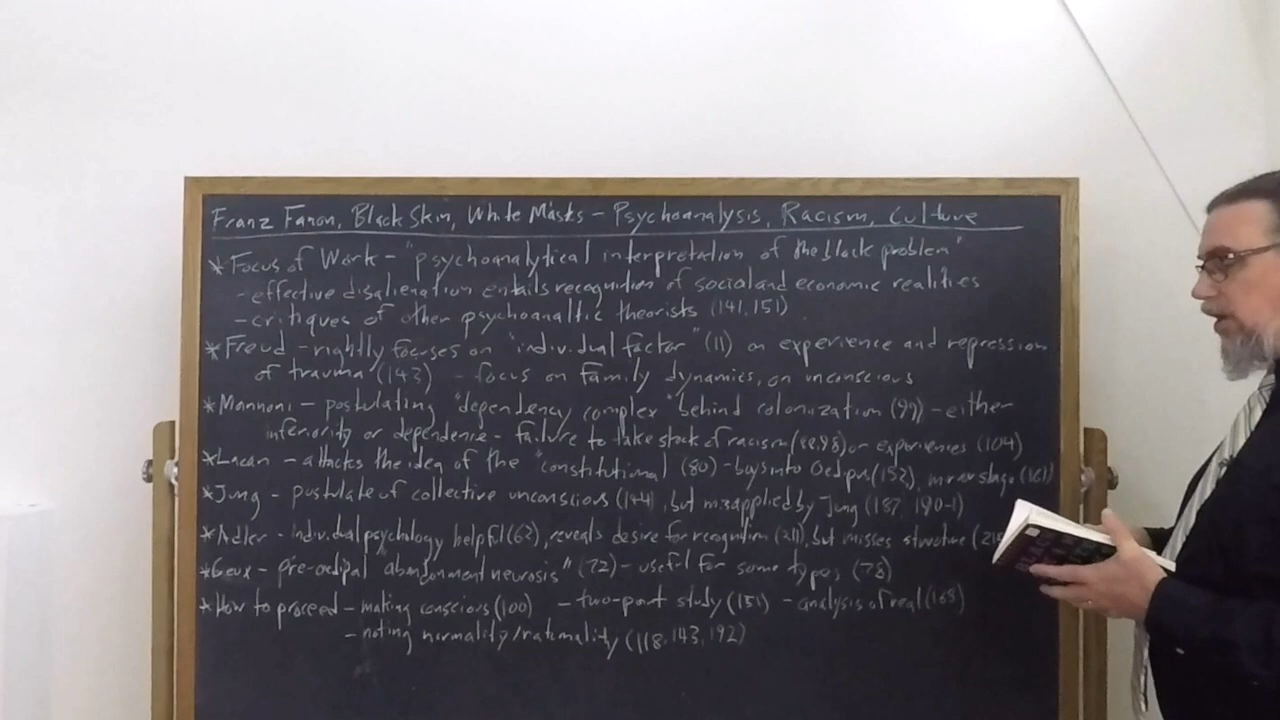 Franz Fanon, Black Skin, White Masks - Psychoanalysis, Racism, Culture
* Focus of Work - "psychoanalytical interpretation of the black problem"
- effective disalienation entails recognition of social and economic realities
- critiques of other psychoanaltic theorists (141, 151)
* Freud - rightly focuses on "individual factor" (11) on experience and repression
of trauma (143) - focus on family dynamics, on unconscious
* Mannoni - postulating "dependency complex" behind colonization (99) - either
inferiority or dependence - failure to take stock of racism (88, 98) or experiences (104)
* Lacan - attacks the idea of the "constitutional (80) - buys into Oedipus (152), mirror stage (161)
* Jung - postulate of collective unconscious (144), but misapplied by Jung (187, 190-1)
* Adler - individual psychology helpful (62), reveals desire for recognition (211), but misses structure
* Geux - pre-oedipal abandonment neurosis" (72) - useful for some types (78)
* How to proceed - making conscious (100) - two-point study (151) - analysis of real (168)
- noting normality/rationality (118, 143, 192)